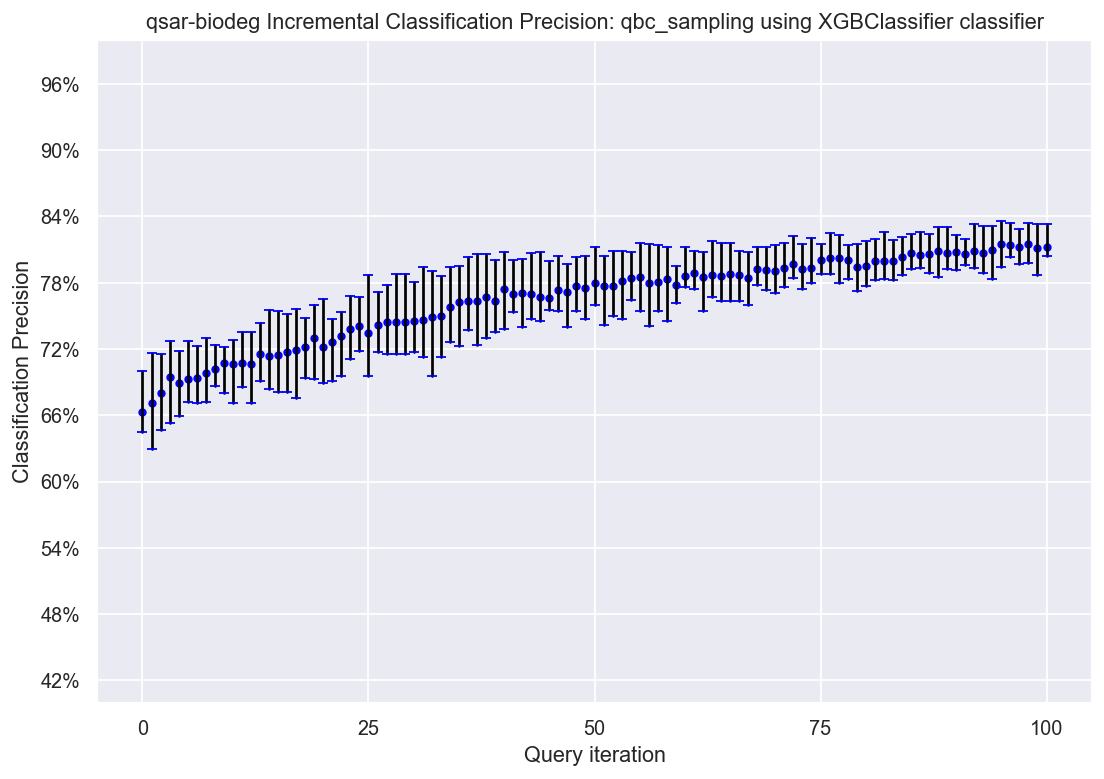 qsar-biodeg Incremental Classification Precision: qbc_sampling using XGBClassifier classifier
Classification Precision
96%
90%
84%
78%
72%
66%
60%
54%
48%
42%
0 25 50 75 100
Query iteration